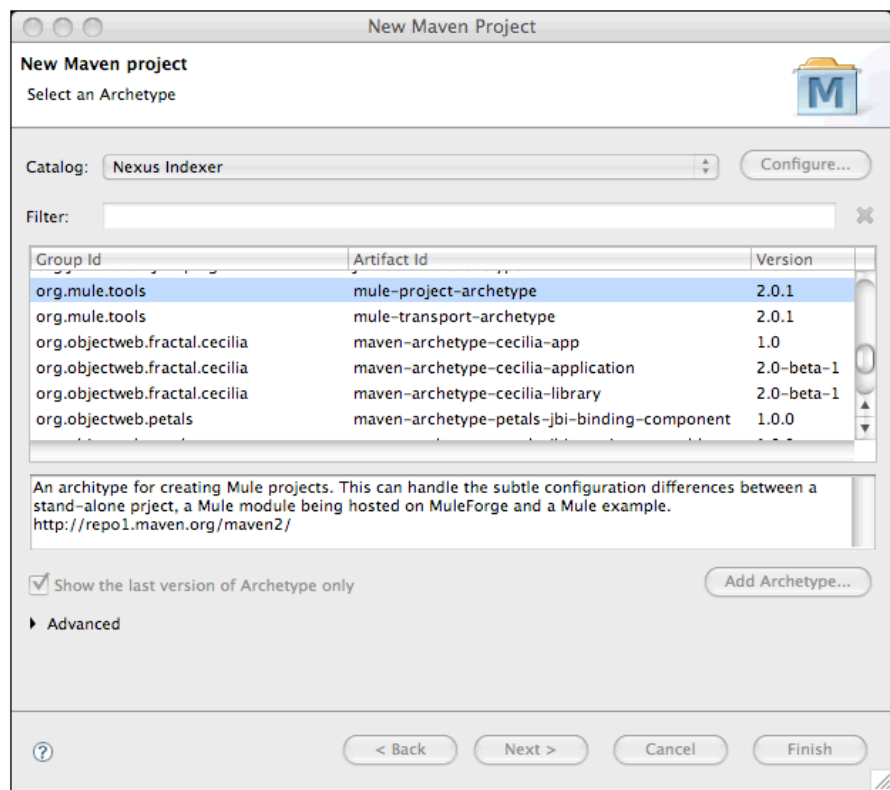 New Maven Project
New Maven project
Select an Archetype
M
Catalog: Nexus Indexer Configure...
Filter:
Group Id Artifact Id Version
org.mule.tools mule-project-archetype 2.0.1
org.mule.tools mule-transport-archetype 2.0.1
org.objectweb.fractal.cecilia maven-archetype-cecilia-app 1.0
org.objectweb.fractal.cecilia maven-archetype-cecilia-application 2.0-beta-1
org.objectweb.fractal.cecilia maven-archetype-cecilia-library 2.0-beta-1
org.objectweb.petals maven-archetype-petals-jbi-binding-component 1.0.0
An architype for creating Mule projects. This can handle the subtle configuration differences between a
stand-alone prject, a Mule module being hosted on MuleForge and a Mule example.
http://repo1.maven.org/maven2/
Show the last version of Archetype only Add Archetype...
Advanced
? < Back Next > Cancel Finish